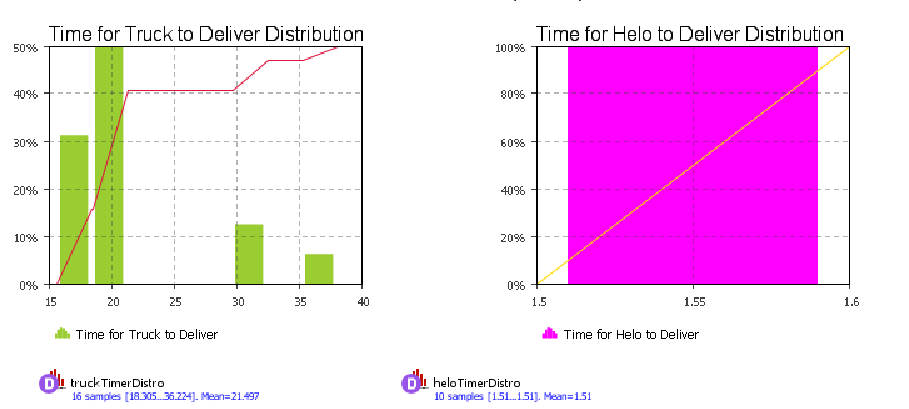 Time for Truck to Deliver Distribution
50%
40%
30%
20%
10%
0%
15 20 25 30 35 40
Time for Truck to Deliver
D truckTimerDistro
16 samples [18.305...36.224]. Mean=21.497
Time for Helo to Deliver Distribution
100%
80%
60%
40%
20%
0%
1.5 1.55 1.6
Time for Helo to Deliver
D heloTimerDistro
10 samples [1.51...1.51]. Mean=1.51